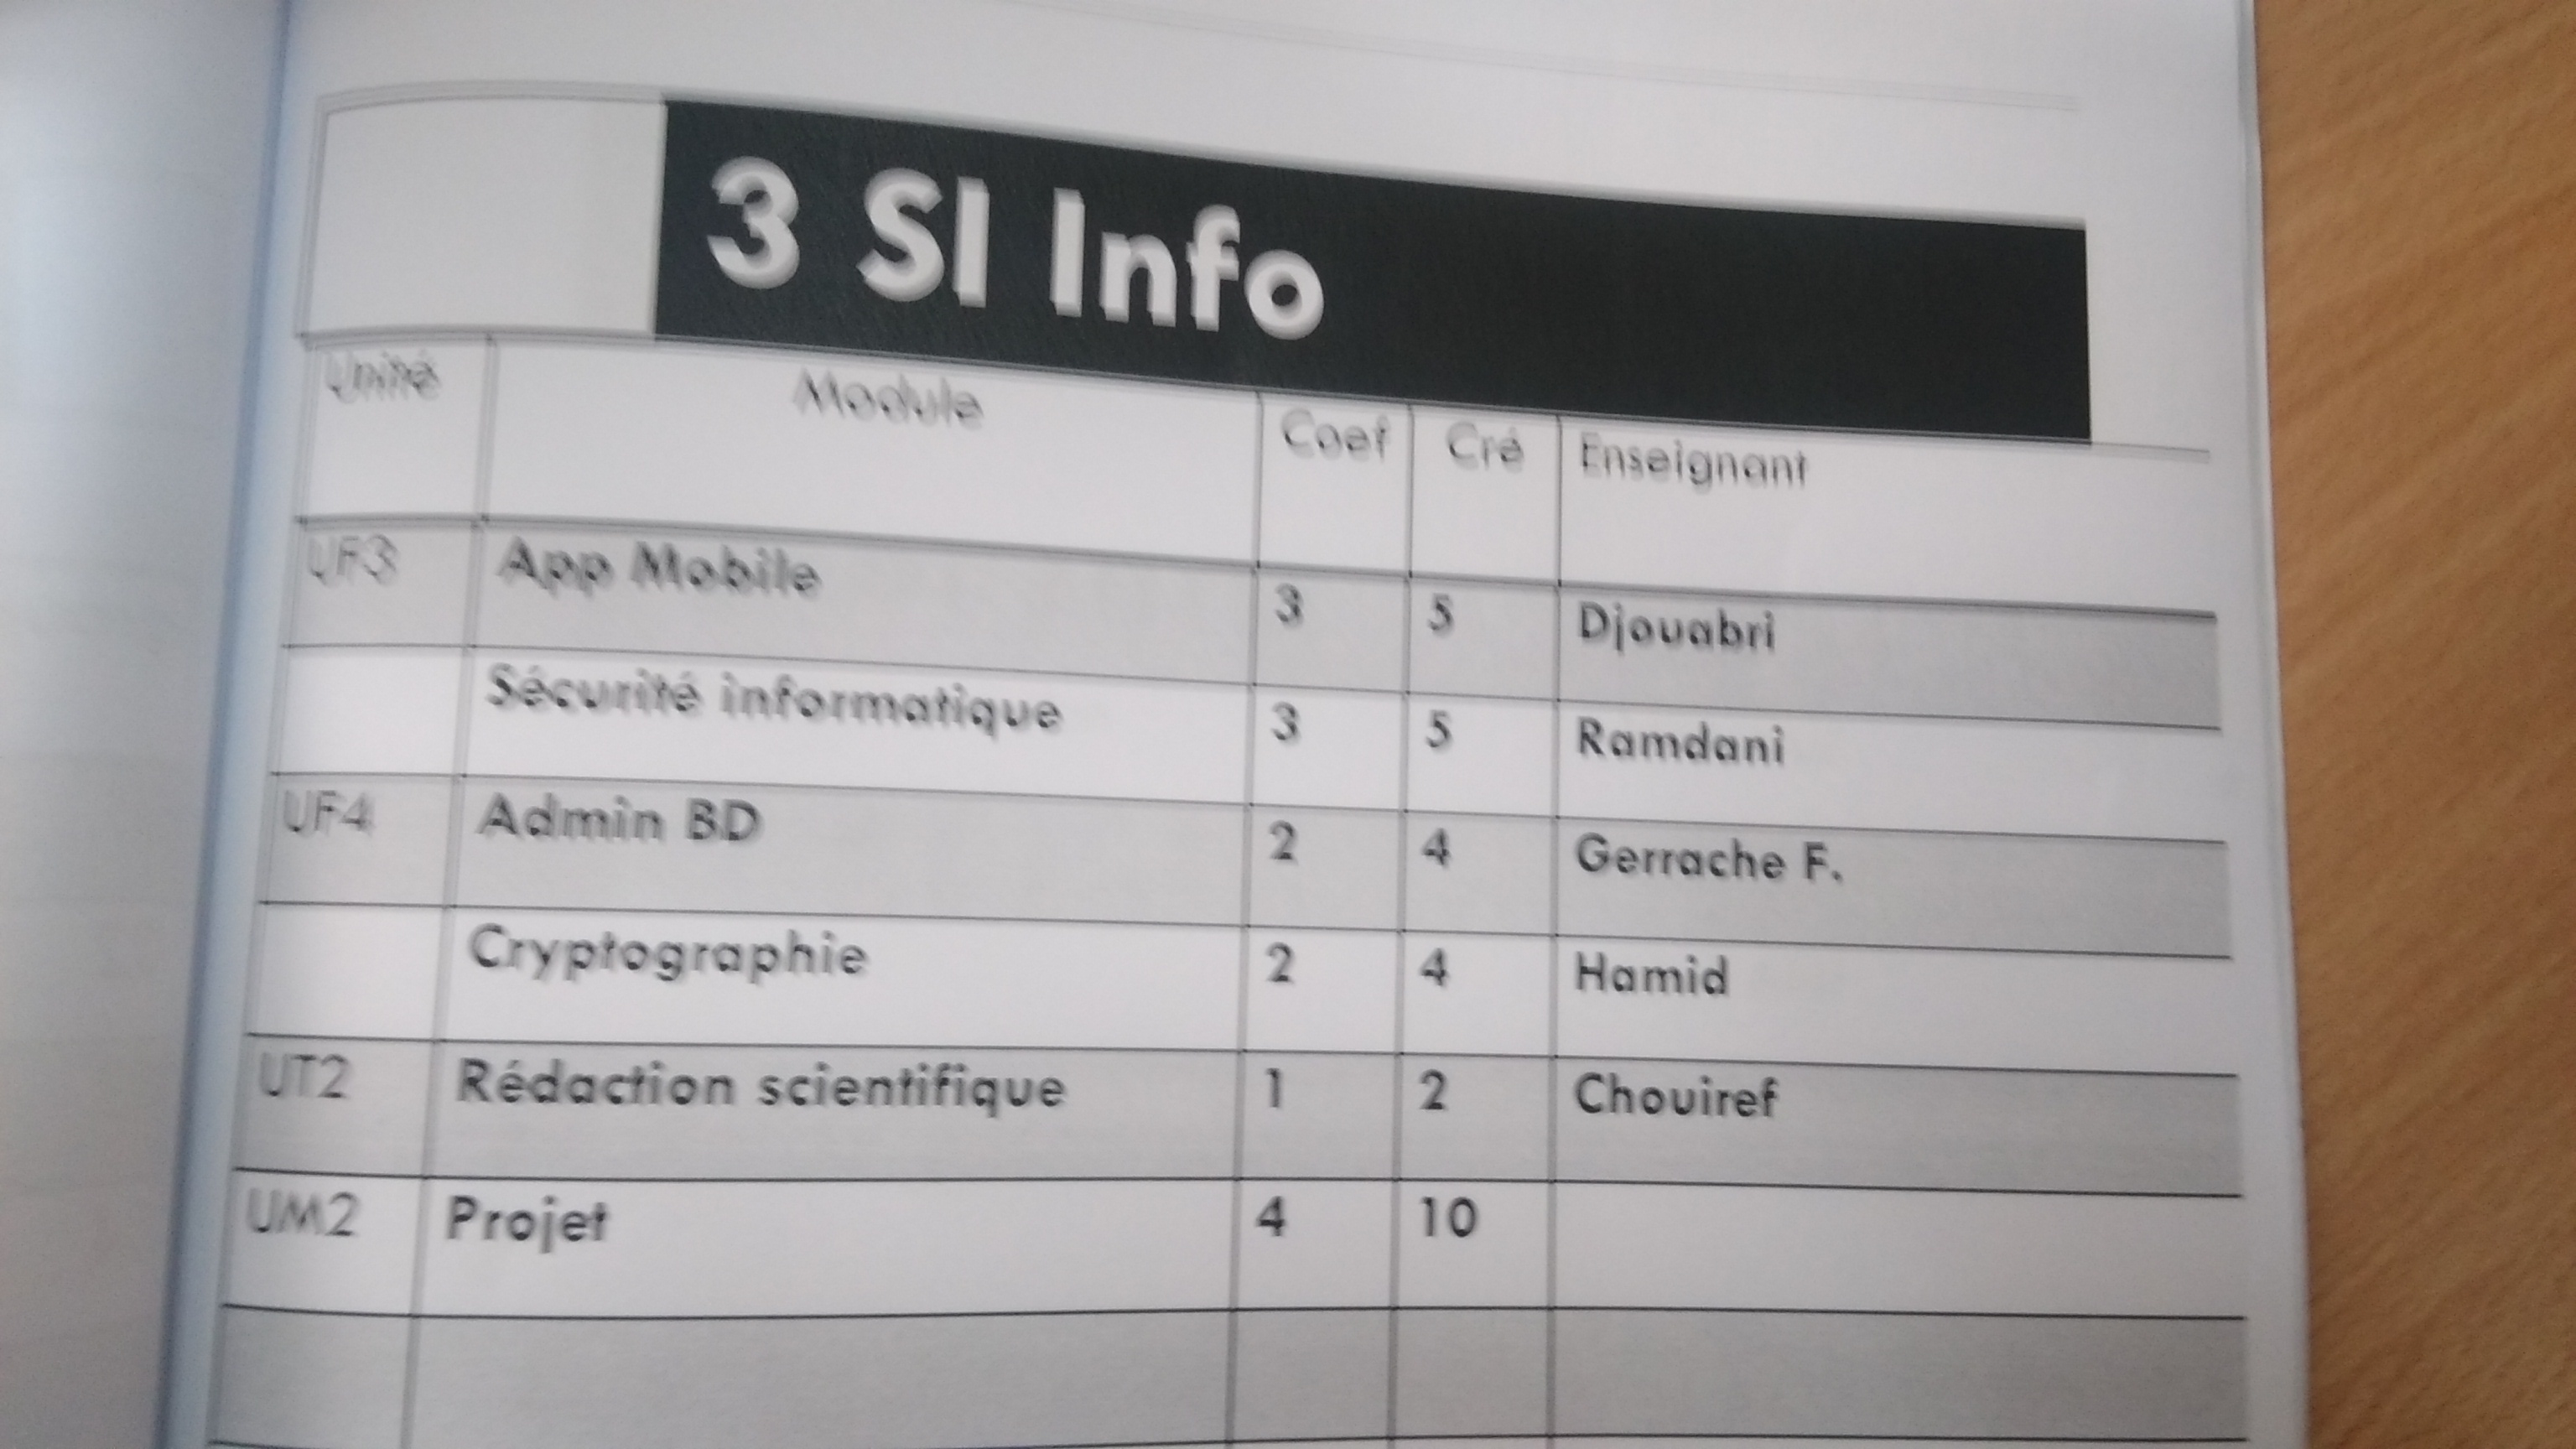 3 SI Info
Unité Module Coef Cré Enseignant
UF3 App Mobile 3 5 Djouabri
Sécurité informatique 3 5 Ramdani
UF4 Admin BD 2 4 Gerrache F.
Cryptographie 2 4 Hamid
UT2 Rédaction scientifique 1 2 Chouiref
UM2 Projet 4 10